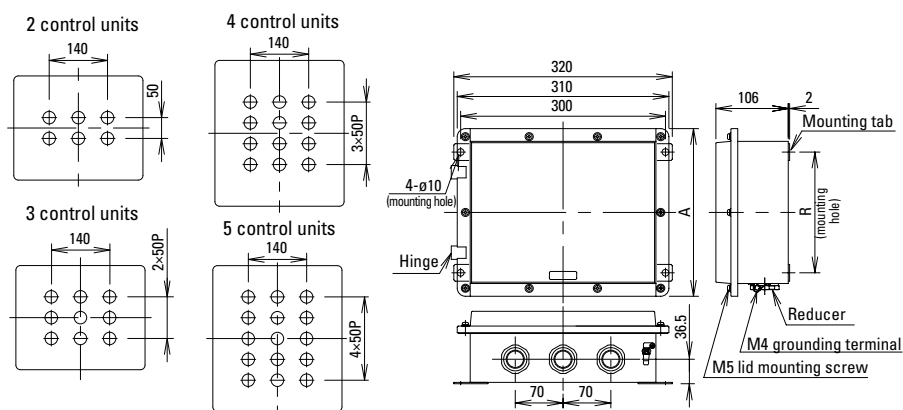 2 control units
140
50
4 control units
140
3×50P
3 control units
140
2×50P
5 control units
140
4×50P
320
310
300
4-ø10
(mounting hole)
Hinge
A
36.5
70
70
106
2
Mounting tab
R
(mounting
hole)
Reducer
M4 grounding terminal
M5 lid mounting screw